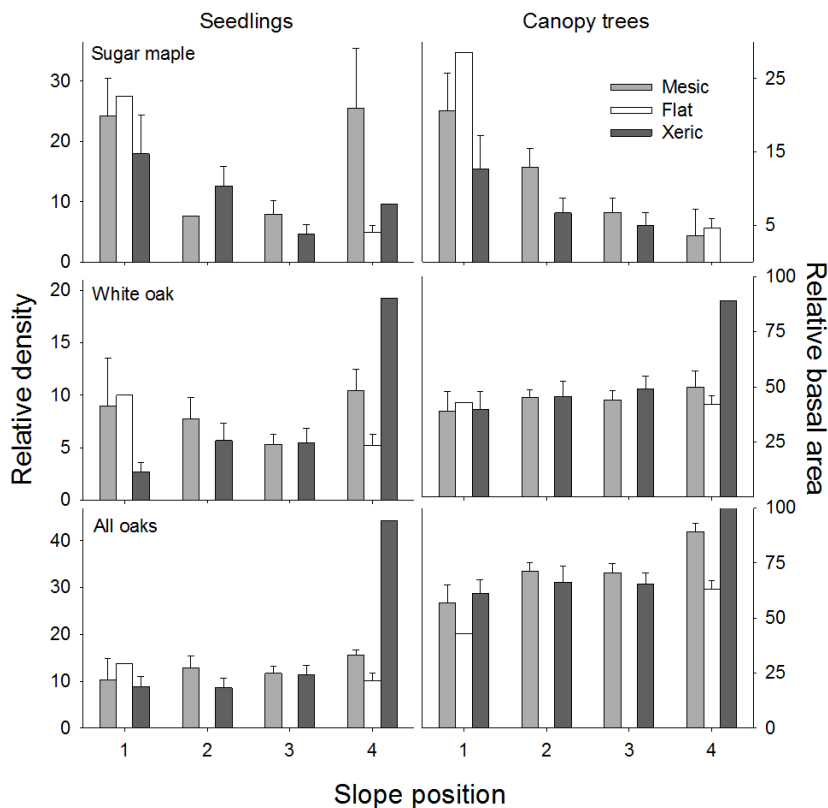 Seedlings Canopy trees
Sugar maple
30
20
10
0
25
15
5
Mesic
Flat
Xeric
White oak
20
15
10
5
0
100
75
50
25
All oaks
40
30
20
10
0
100
75
50
25
0
1 2 3 4 1 2 3 4
Relative density
Relative basal area
Slope position